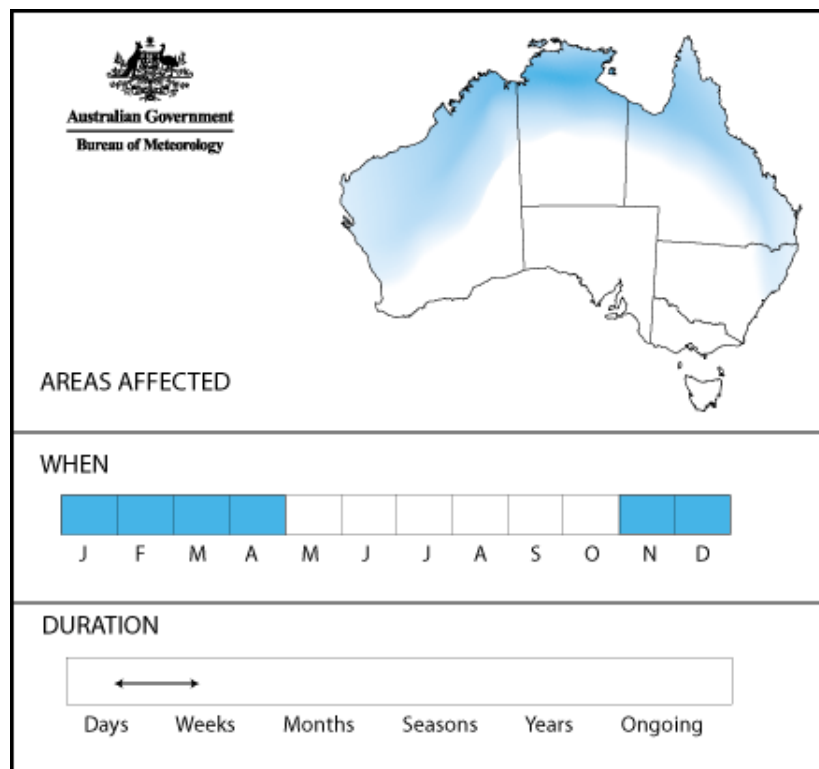 Australian Government
Bureau of Meteorology
AREAS AFFECTED
WHEN
J F M A M J J A S O N D
DURATION
Days Weeks Months Seasons Years Ongoing